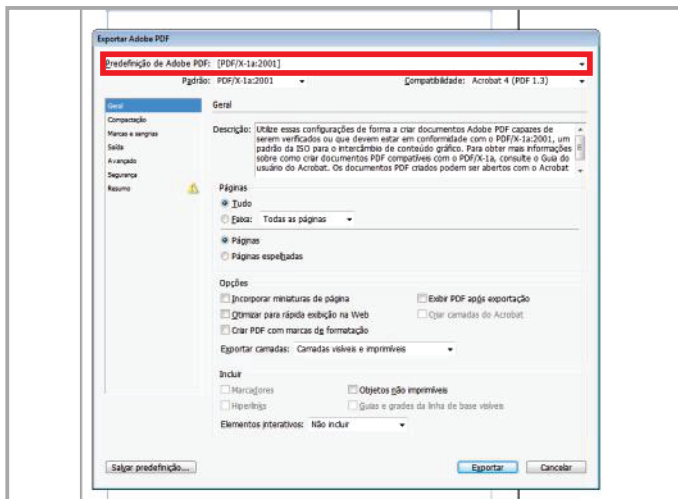 Exportar Adobe PDF
Predefinição de Adobe PDF: [PDF/X-1a:2001]
Padrão: PDF/X-1a:2001 Compatibilidade: Acrobat 4 (PDF 1.3)
Geral
Compactação
Marcas e sangrias
Saída
Avançado
Segurança
Resumo
Geral
Descrição: Utilize essas configurações de forma a criar documentos Adobe PDF capazes de
serem verificados ou que devem estar em conformidade com o PDF/X-1a:2001, um
padrão da ISO para o intercâmbio de conteúdo gráfico. Para obter mais informações
sobre como criar documentos PDF compatíveis com o PDF/X-1a, consulte o Guia do
usuário do Acrobat. Os documentos PDF criados podem ser abertos com o Acrobat
Páginas
Tudo
Faixa: Todas as páginas
Páginas
Páginas espelhadas
Opções
Incorporar miniaturas de página Exibir PDF após exportação
Otimizar para rápida exibição na Web Criar camadas do Acrobat
Criar PDF com marcas de formatação
Exportar camadas: Camadas visíveis e imprimíveis
Incluir
Marcadores Objetos não imprimíveis
Hiperlinks Guias e grades da linha de base visíveis
Elementos interativos: Não incluir
Salvar predefinição... Exportar Cancelar